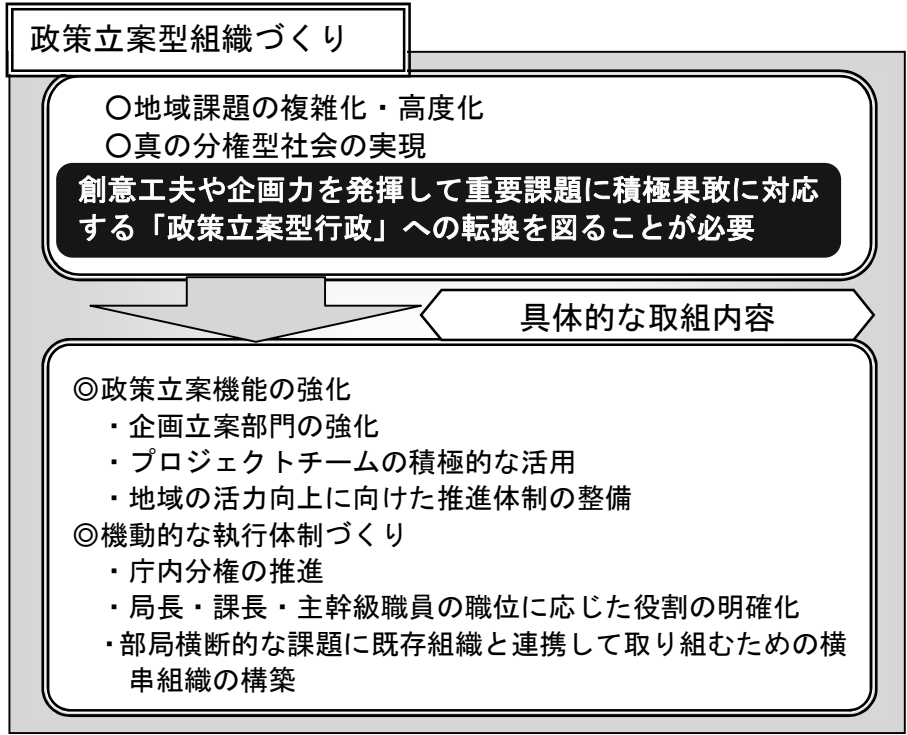 政策立案型組織づくり
〇地域課題の複雑化・高度化
〇真の分権型社会の実現
創意工夫や企画力を発揮して重要課題に積極果敢に対応
する「政策立案型行政」への転換を図ることが必要
具体的な取組内容
◎政策立案機能の強化
・企画立案部門の強化
・プロジェクトチームの積極的な活用
・地域の活力向上に向けた推進体制の整備
◎機動的な執行体制づくり
・庁内分権の推進
・局長・課長・主幹級職員の職位に応じた役割の明確化
・部局横断的な課題に既存組織と連携して取り組むための横
串組織の構築